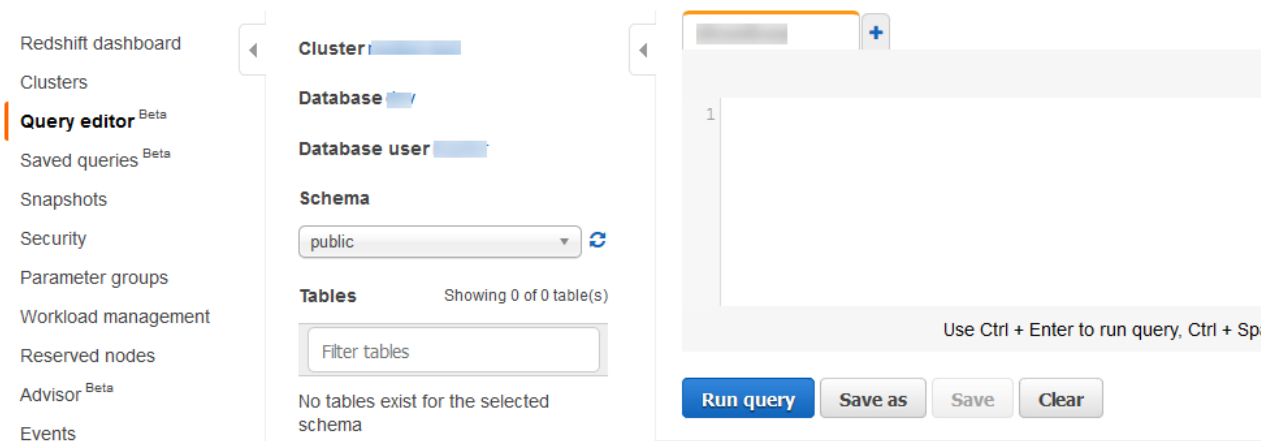 Redshift dashboard
Clusters
Query editor Beta
Saved queries Beta
Snapshots
Security
Parameter groups
Workload management
Reserved nodes
Advisor Beta
Events
Cluster
Database
Database user
Schema
public
Tables Showing 0 of 0 table(s)
Filter tables
No tables exist for the selected
schema
+
1
Use Ctrl + Enter to run query, Ctrl +
Run query Save as Save Clear